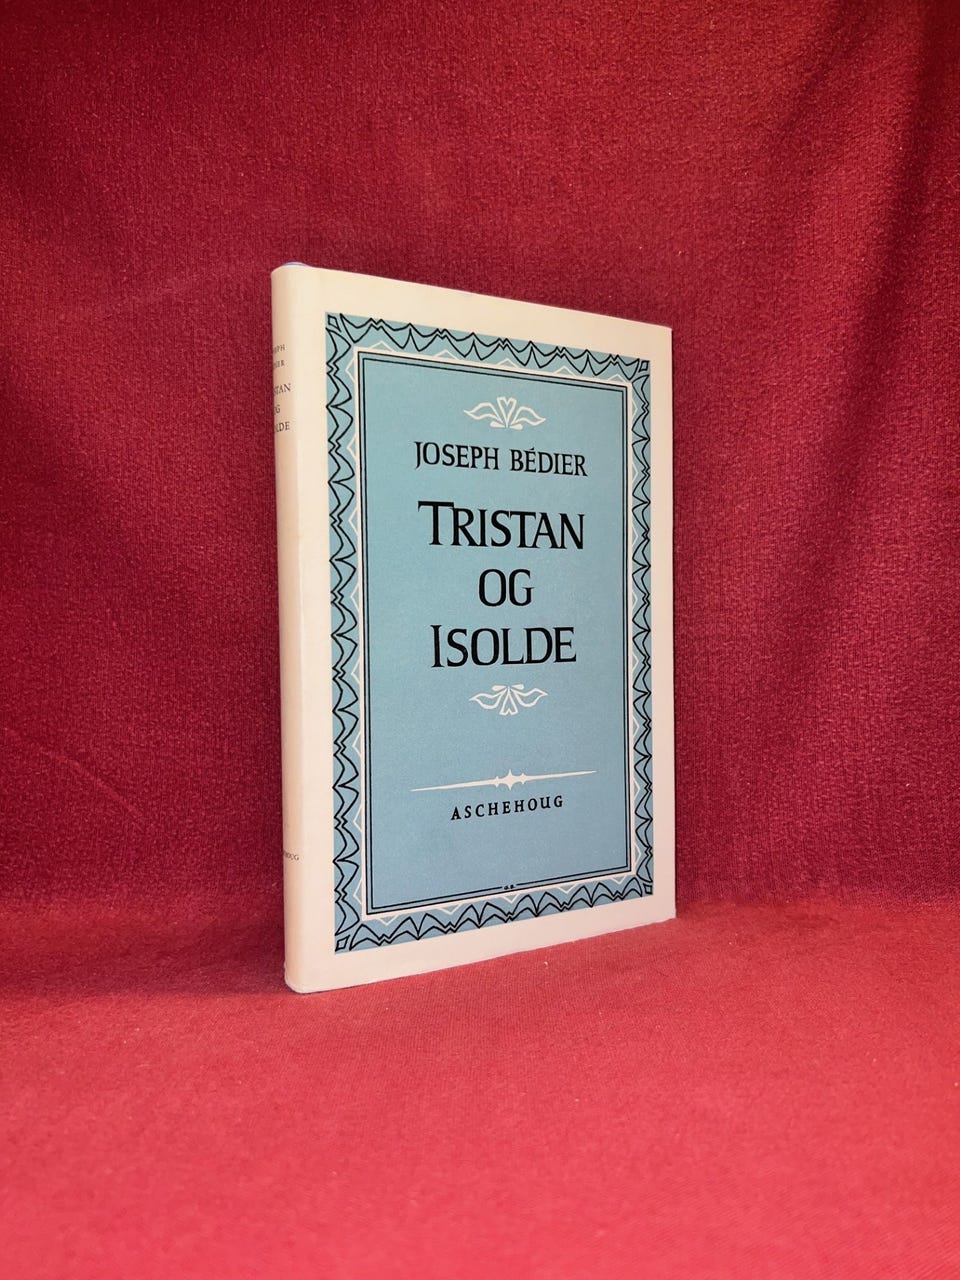 JOSEPH BÉDIER
TRISTAN
OG
ISOLDE
ASCHEHOUG